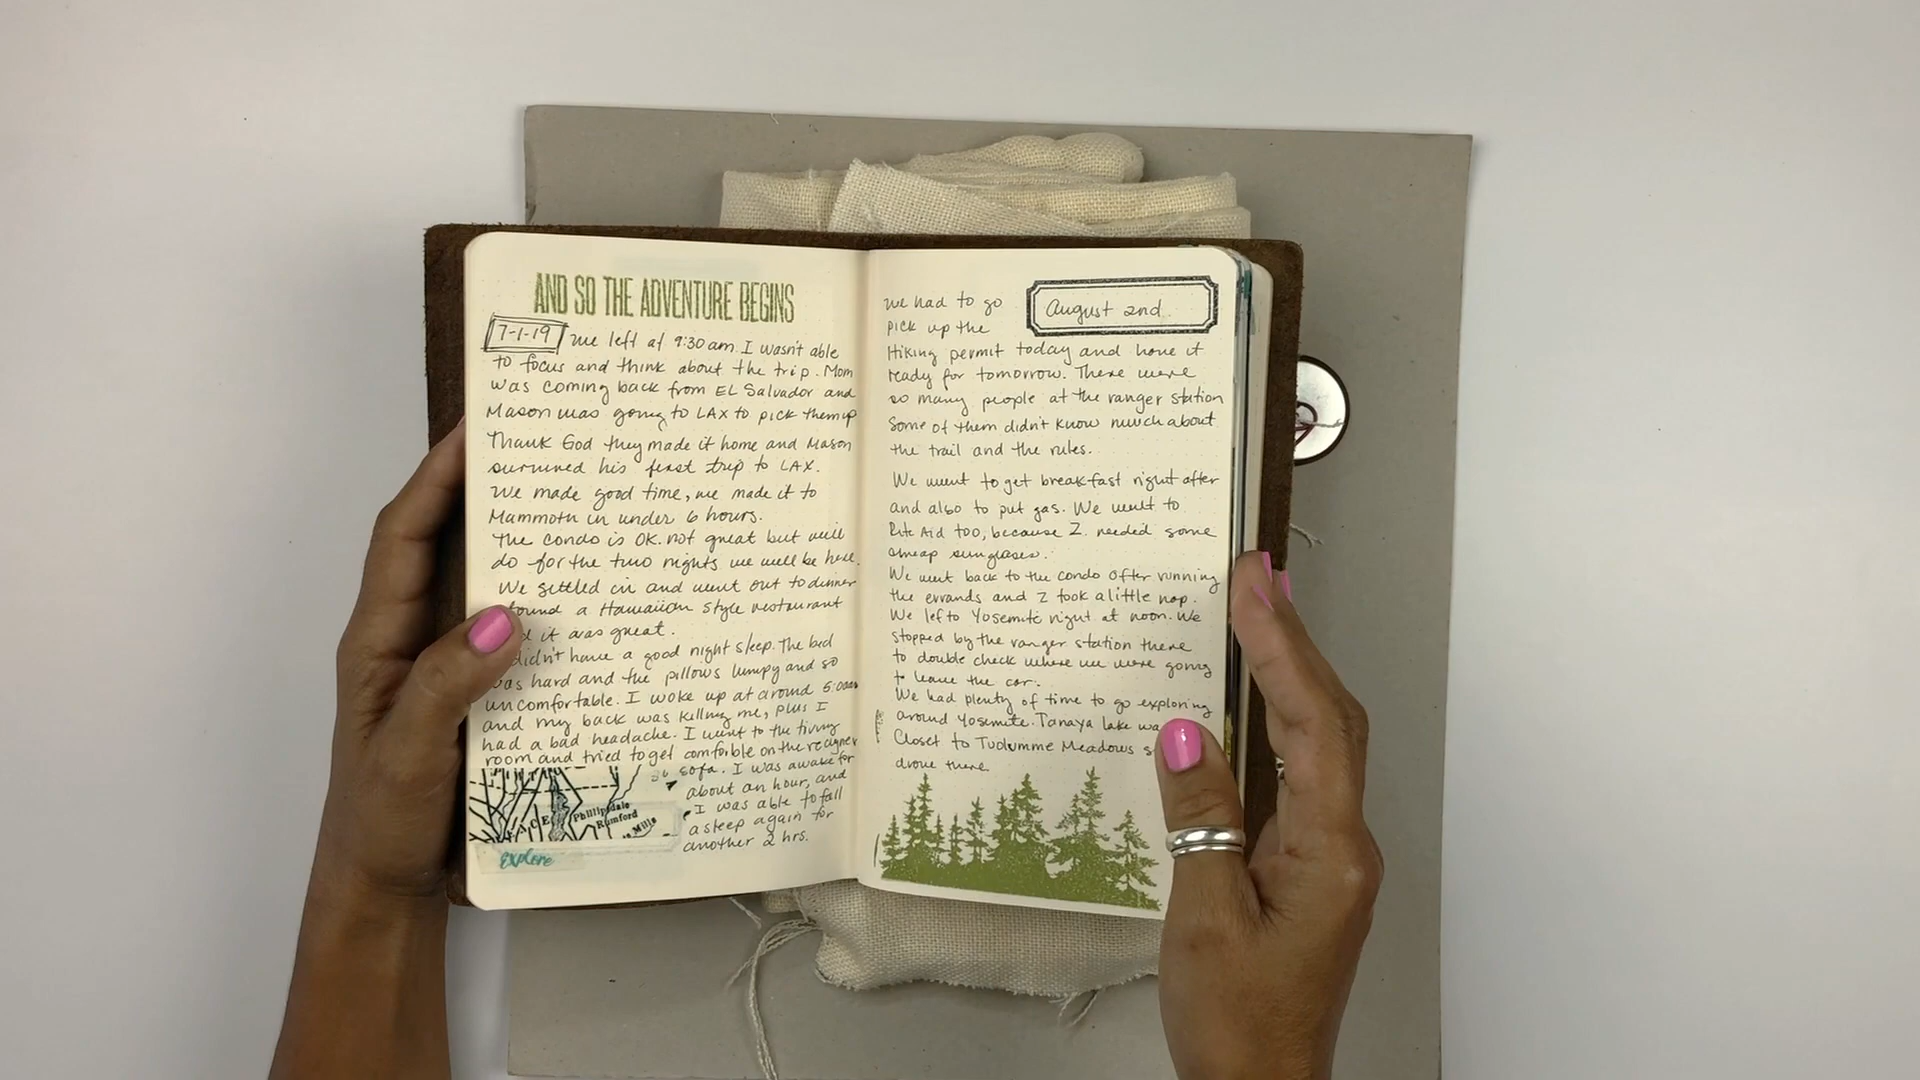 AND SO THE ADVENTURE BEGINS
7-1-19 We left at 9:30am. I wasn't able
to focus and think about the trip. Mom
was coming back from EL Salvador and
Mason was going to LAX to pick them up
Thank God they made it home and Mason
survived his first trip to LAX.
We made good time, we made it to
Mammoth in under 6 hours.
The condo is OK. not great but will
do for the two nights we will be here.
We settled in and went out to dinner
found a Hawaiian style restaurant
it was great.
didn't have a good night sleep. The bed
was hard and the pillows lumpy and so
uncomfortable. I woke up at around 5:00am
and my back was killing me, plus I
had a bad headache. I went to the living
room and tried to get comfortble on the recliner
sofa. I was awake for
about an hour, and
I was able to fall
asleep again for
another 2 hrs.
Phillipsdale
Rumford
Mills
Explore
August 2nd.
We had to go
pick up the
Hiking permit today and have it
ready for tomorrow. There were
so many people at the ranger station
Some of them didn't know much about
the trail and the rules.
We went to get breakfast right after
and also to put gas. We went to
Rite Aid too, because Z. needed some
cheap sunglasses.
We went back to the condo after running
the errands and Z took a little nap.
We left to Yosemite right at noon. We
stopped by the ranger station there
to double check where we were going
to leave the car.
We had plenty of time to go exploring
around Yosemite. Tanaya lake
Closet to Tuolumme Meadows
drove there.